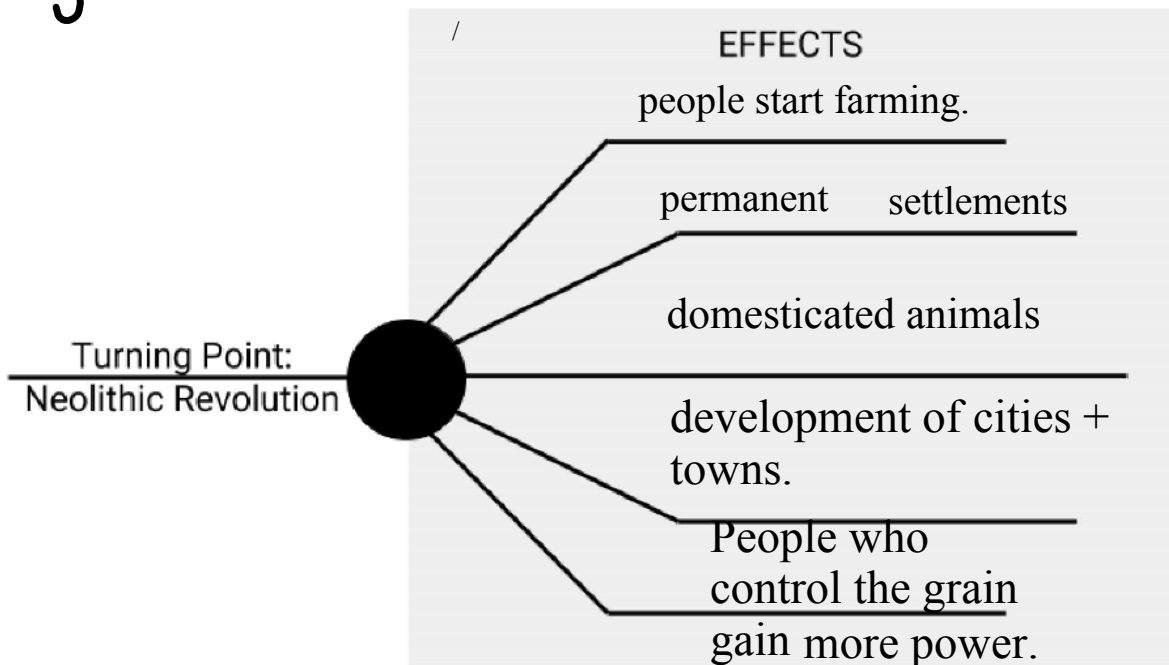 /
EFFECTS
people start farming.
permanent settlements
domesticated animals
Turning Point:
Neolithic Revolution
development of cities +
towns.
People who
control the grain
gain more power.